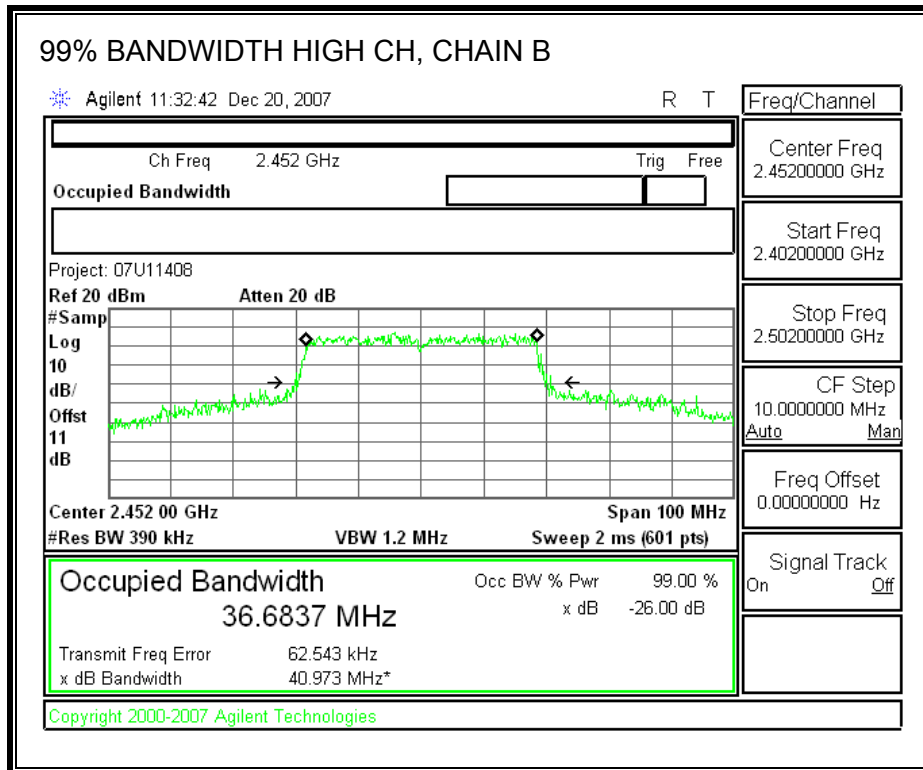 99% BANDWIDTH HIGH CH, CHAIN B
Agilent 11:32:42 Dec 20, 2007 R T
Freq/Channel
Ch Freq 2.452 GHz Trig Free
Occupied Bandwidth
Center Freq
2.45200000 GHz
Start Freq
2.40200000 GHz
Stop Freq
2.50200000 GHz
CF Step
10.0000000 MHz
Auto Man
Freq Offset
0.00000000 Hz
Signal Track
On Off
Project: 07U11408
Ref 20 dBm Atten 20 dB
#Samp
Log
10
dB/
Offst
11
dB
Center 2.452 00 GHz Span 100 MHz
#Res BW 390 kHz VBW 1.2 MHz Sweep 2 ms (601 pts)
Occupied Bandwidth Occ BW % Pwr 99.00 %
36.6837 MHz x dB -26.00 dB
Transmit Freq Error 62.543 kHz
x dB Bandwidth 40.973 MHz*
Copyright 2000-2007 Agilent Technologies